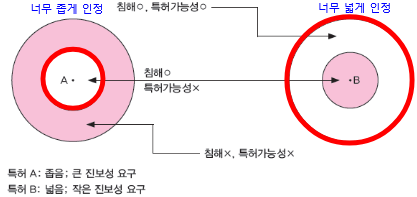 너무 좁게 인정
침해○, 특허가능성○
너무 넓게 인정
A
침해○
특허가능성×
B
침해×, 특허가능성×
특허 A: 좁음; 큰 진보성 요구
특허 B: 넓음; 작은 진보성 요구